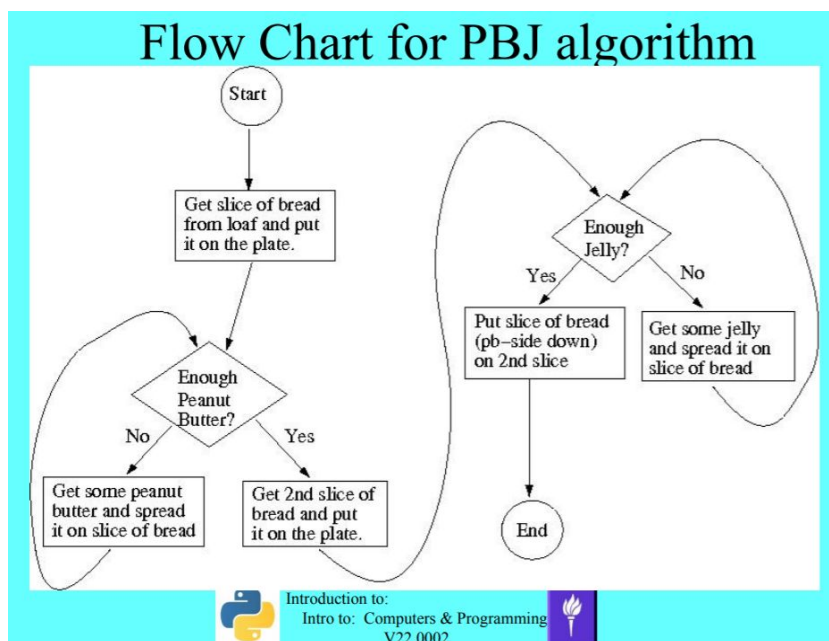 Flow Chart for PBJ algorithm
Start
Get slice of bread
from loaf and put
it on the plate.
Enough
Peanut
Butter?
No
Yes
Get some peanut
butter and spread
it on slice of bread
Get 2nd slice of
bread and put
it on the plate.
Enough
Jelly?
Yes
No
Put slice of bread
(pb-side down)
on 2nd slice
Get some jelly
and spread it on
slice of bread
End
Introduction to:
Intro to: Computers & Programming
V22.0002